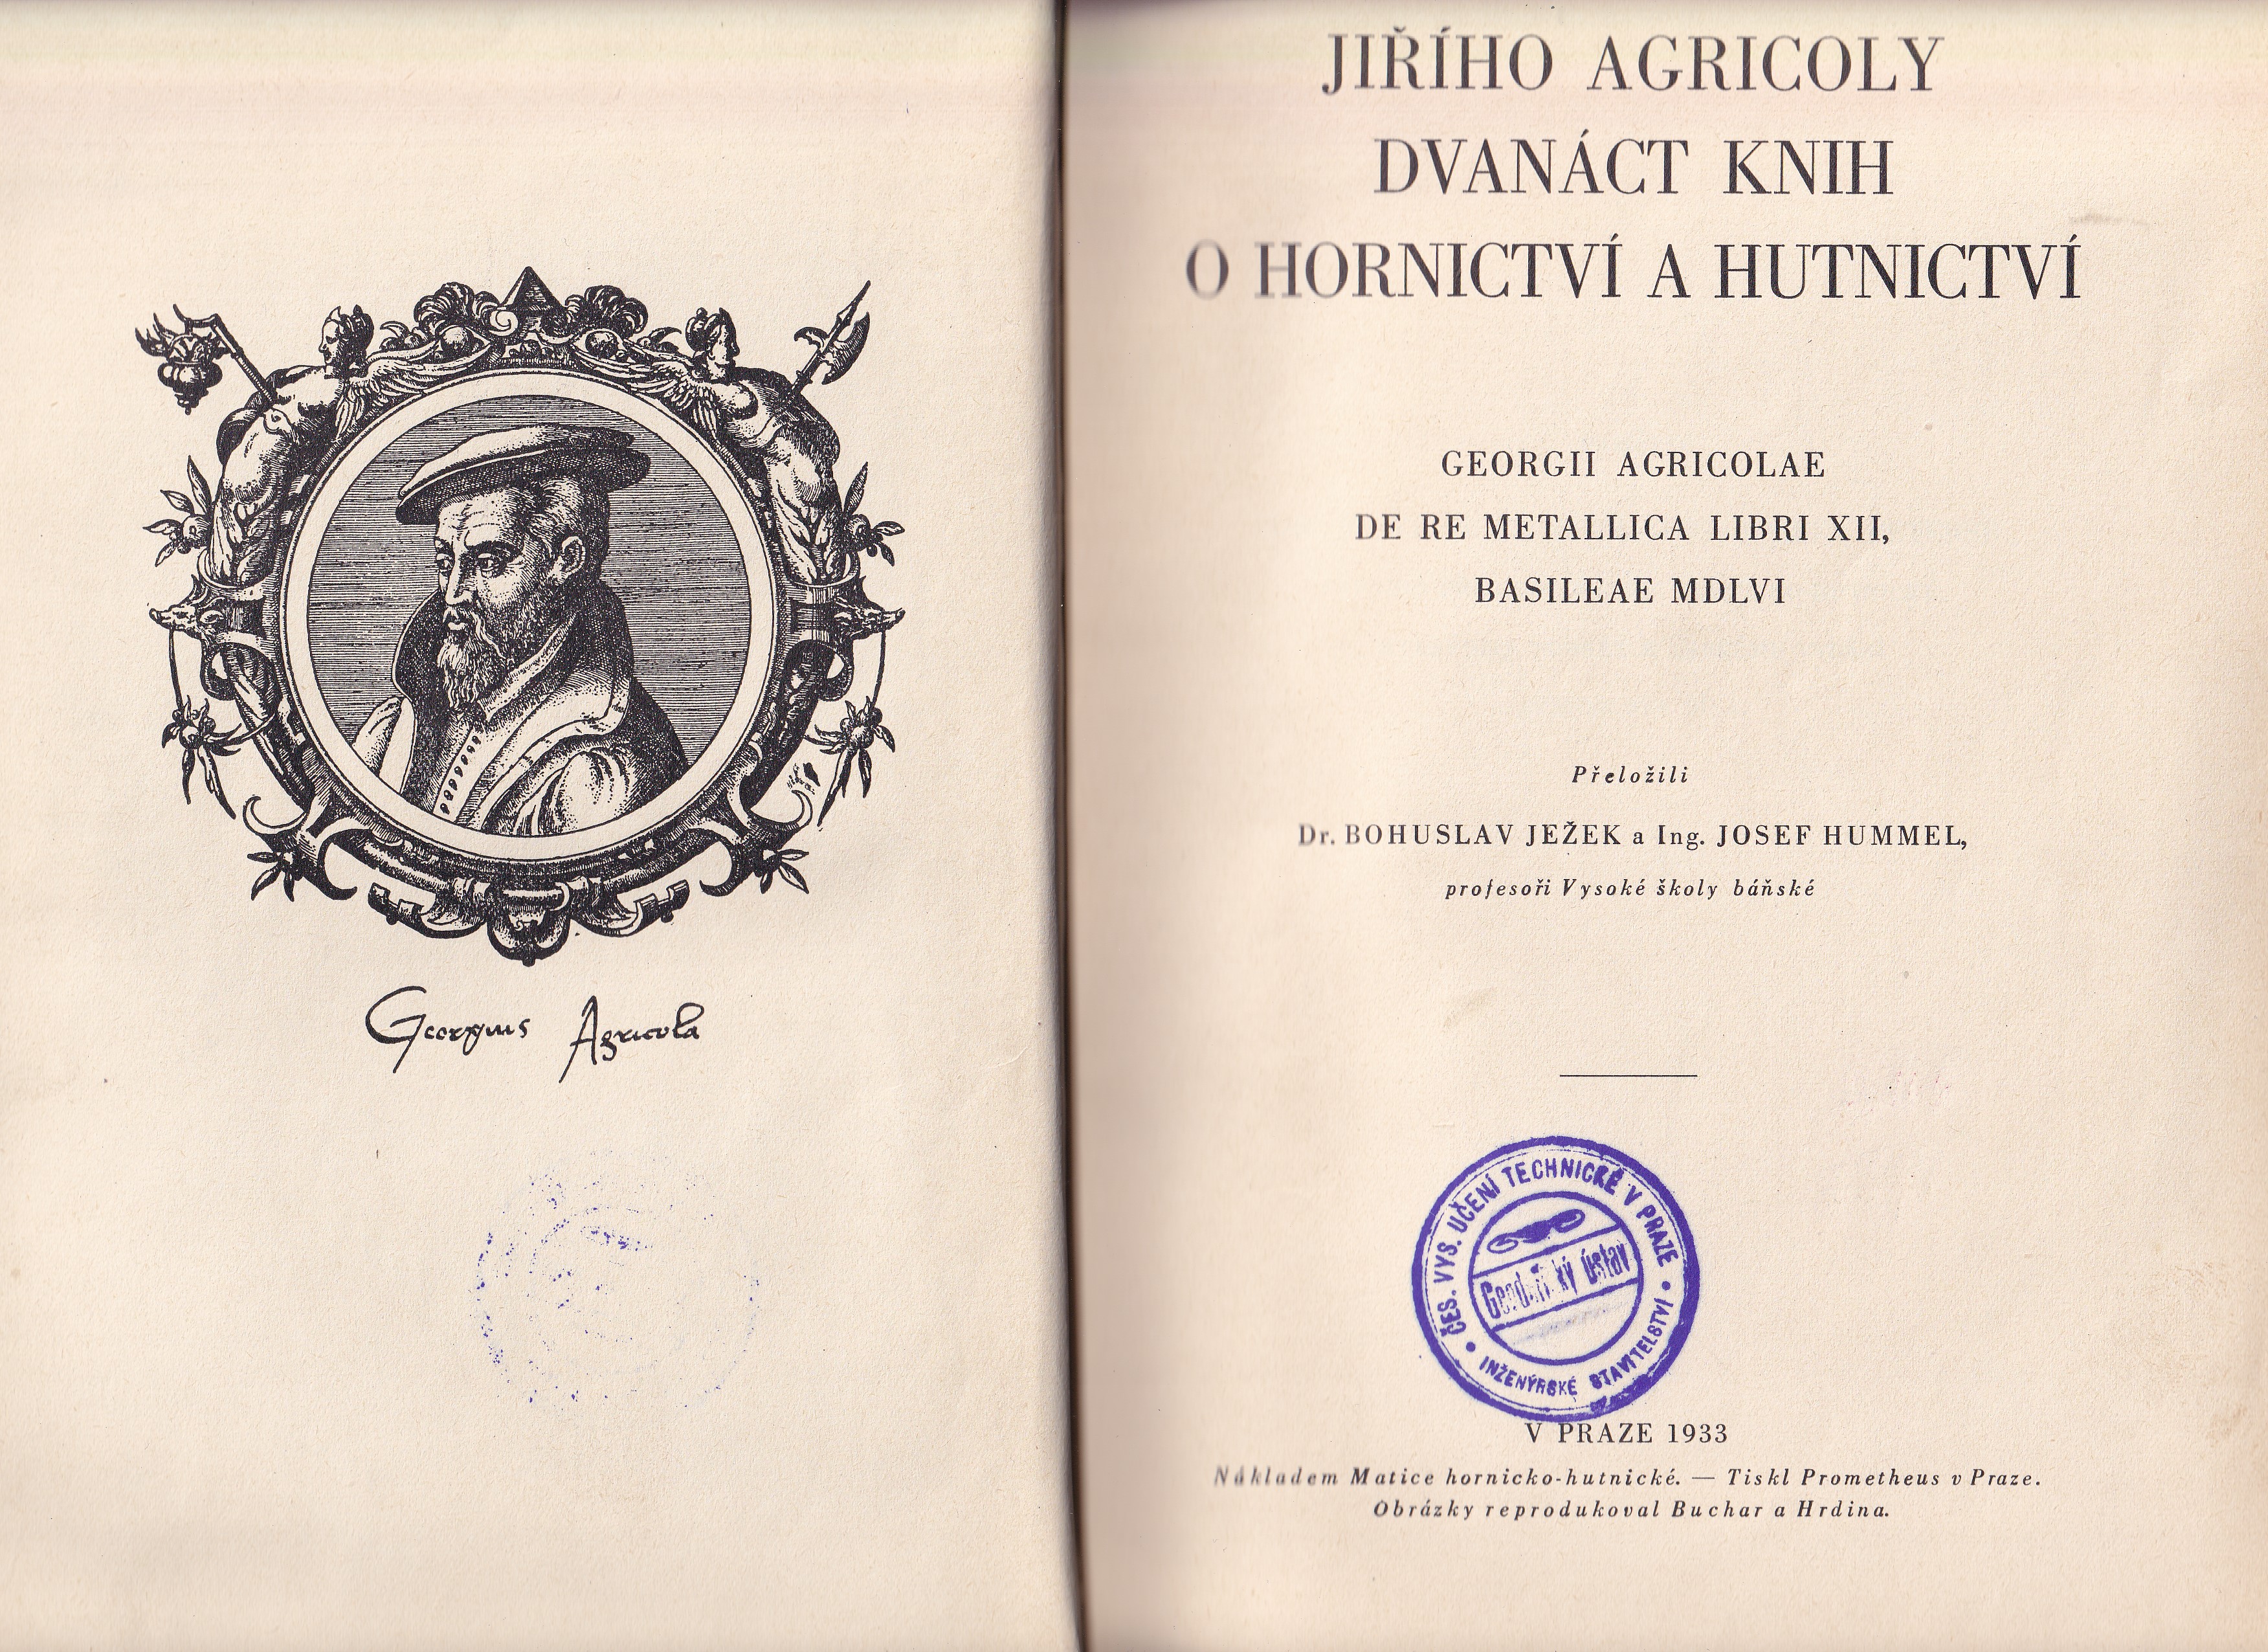 Georgius Agricola
JIŘÍHO AGRICOLY
DVANÁCT KNIH
O HORNICTVÍ A HUTNICTVÍ
GEORGII AGRICOLAE
DE RE METALLICA LIBRI XII,
BASILEAE MDLVI
Přeložili
Dr. BOHUSLAV JEŽEK a Ing. JOSEF HUMMEL,
profesoři Vysoké školy báňské
ČES. VYS. UČENÍ TECHNICKÉ V PRAZE
ústav
• INŽENÝRSKÉ STAVITELSTVÍ •
V PRAZE 1933
Nákladem Matice hornicko-hutnické. — Tiskl Prometheus v Praze.
Obrázky reprodukoval Buchar a Hrdina.